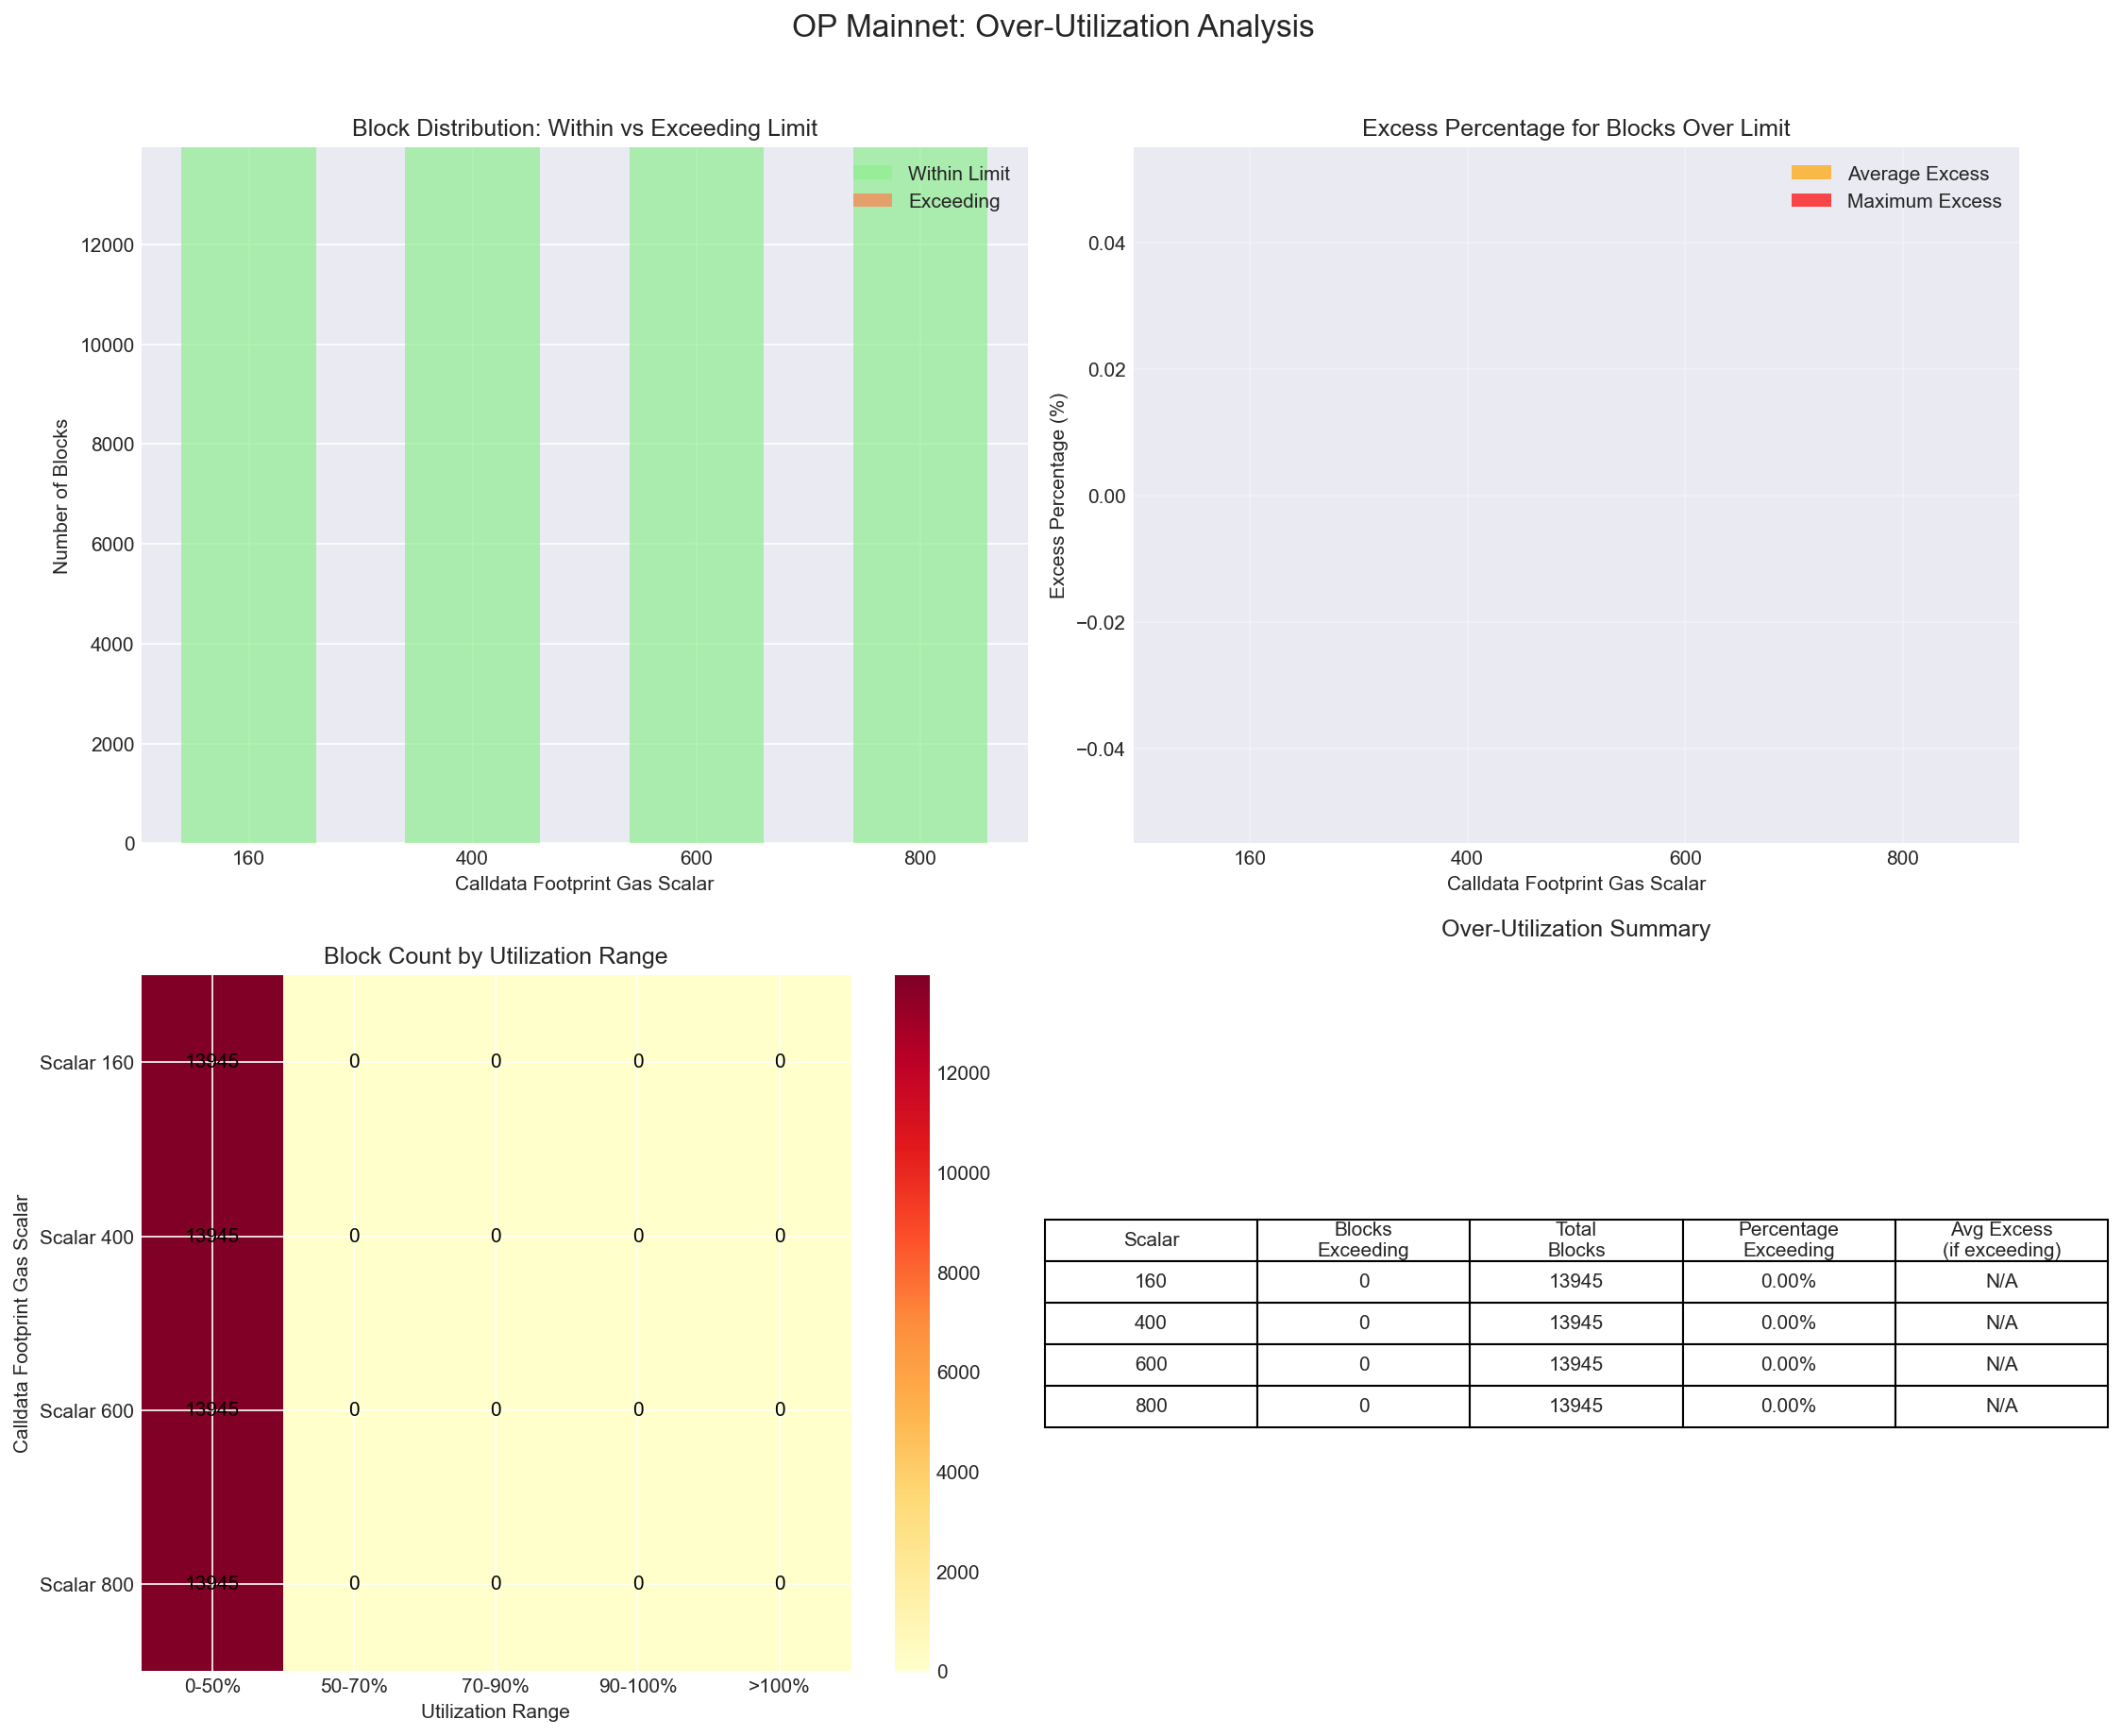 OP Mainnet: Over-Utilization Analysis
Block Distribution: Within vs Exceeding Limit
Within Limit
Exceeding
12000
10000
8000
6000
4000
2000
0
Number of Blocks
160 400 600 800
Calldata Footprint Gas Scalar
Excess Percentage for Blocks Over Limit
Average Excess
Maximum Excess
0.04
0.02
0.00
−0.02
−0.04
Excess Percentage (%)
160 400 600 800
Calldata Footprint Gas Scalar
Block Count by Utilization Range
Calldata Footprint Gas Scalar
Scalar 160 13945 0 0 0 0
Scalar 400 13945 0 0 0 0
Scalar 600 13945 0 0 0 0
Scalar 800 13945 0 0 0 0
0-50% 50-70% 70-90% 90-100% >100%
Utilization Range
12000
10000
8000
6000
4000
2000
0
Over-Utilization Summary
Scalar Blocks Exceeding Total Blocks Percentage Exceeding Avg Excess (if exceeding)
160 0 13945 0.00% N/A
400 0 13945 0.00% N/A
600 0 13945 0.00% N/A
800 0 13945 0.00% N/A